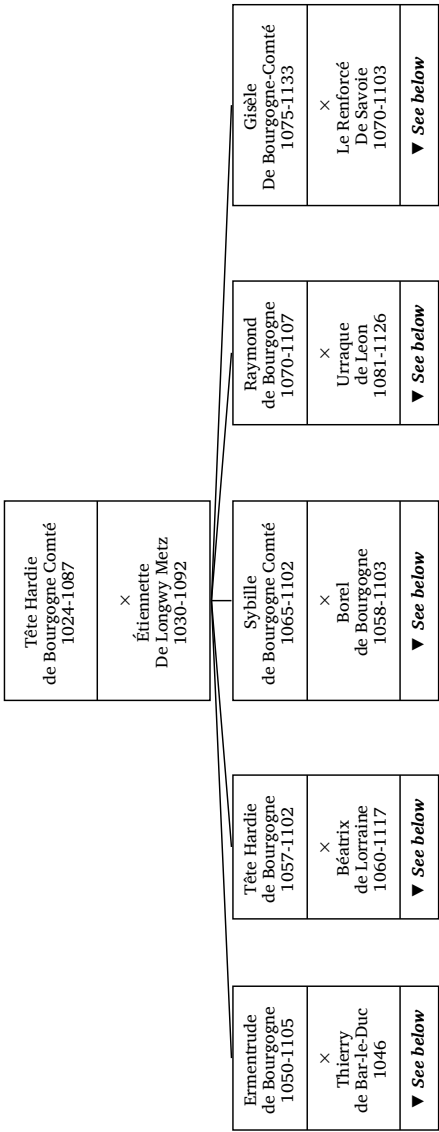 Tête Hardie
de Bourgogne Comté
1024-1087
×
Étiennette
De Longwy Metz
1030-1092
Ermentrude
de Bourgogne
1050-1105
×
Thierry
de Bar-le-Duc
1046
▼ See below
Tête Hardie
de Bourgogne
1057-1102
×
Béatrix
de Lorraine
1060-1117
▼ See below
Sybille
de Bourgogne Comté
1065-1102
×
Borel
de Bourgogne
1058-1103
▼ See below
Raymond
de Bourgogne
1070-1107
×
Urraque
de Leon
1081-1126
▼ See below
Gisèle
De Bourgogne-Comté
1075-1133
×
Le Renforcé
De Savoie
1070-1103
▼ See below